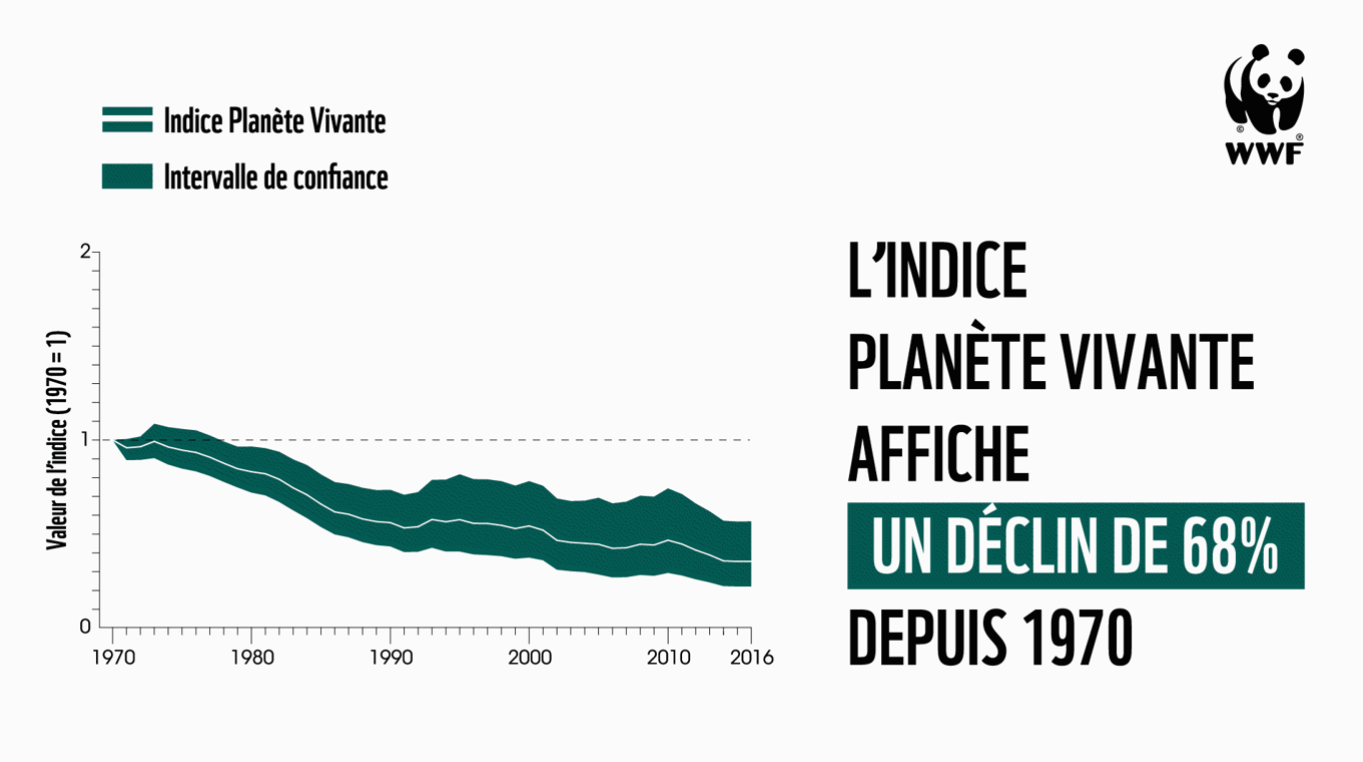 Indice Planète Vivante
Intervalle de confiance
© ®
WWF
2
1
0
Valeur de l'indice (1970 = 1)
1970 1980 1990 2000 2010 2016
L'INDICE
PLANÈTE VIVANTE
AFFICHE
UN DÉCLIN DE 68%
DEPUIS 1970